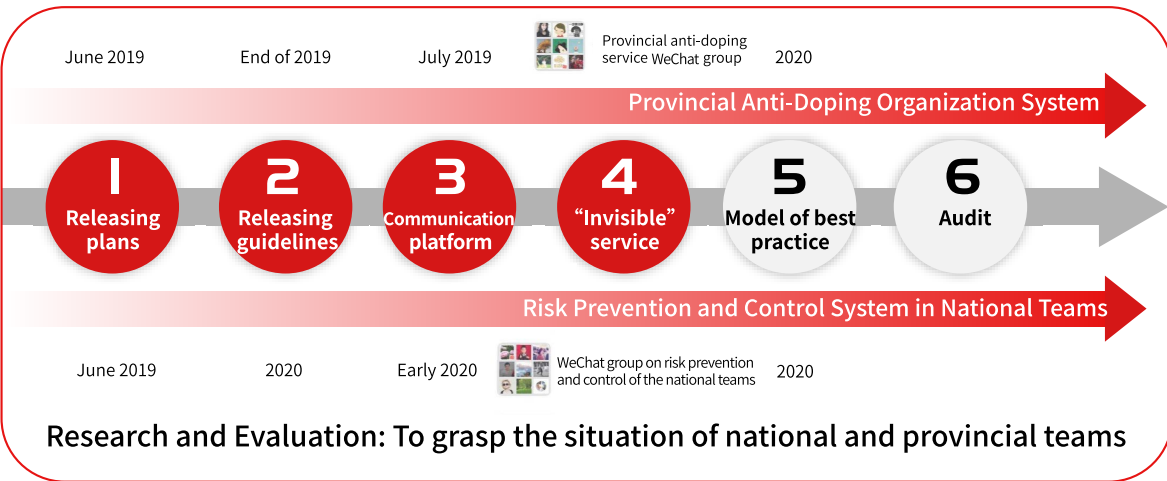 June 2019
End of 2019
July 2019
Provincial anti-doping
service WeChat group
2020
Provincial Anti-Doping Organization System
1
Releasing
plans
2
Releasing
guidelines
3
Communication
platform
4
“Invisible”
service
5
Model of best
practice
6
Audit
Risk Prevention and Control System in National Teams
June 2019
2020
Early 2020
WeChat group on risk prevention
and control of the national teams
2020
Research and Evaluation: To grasp the situation of national and provincial teams